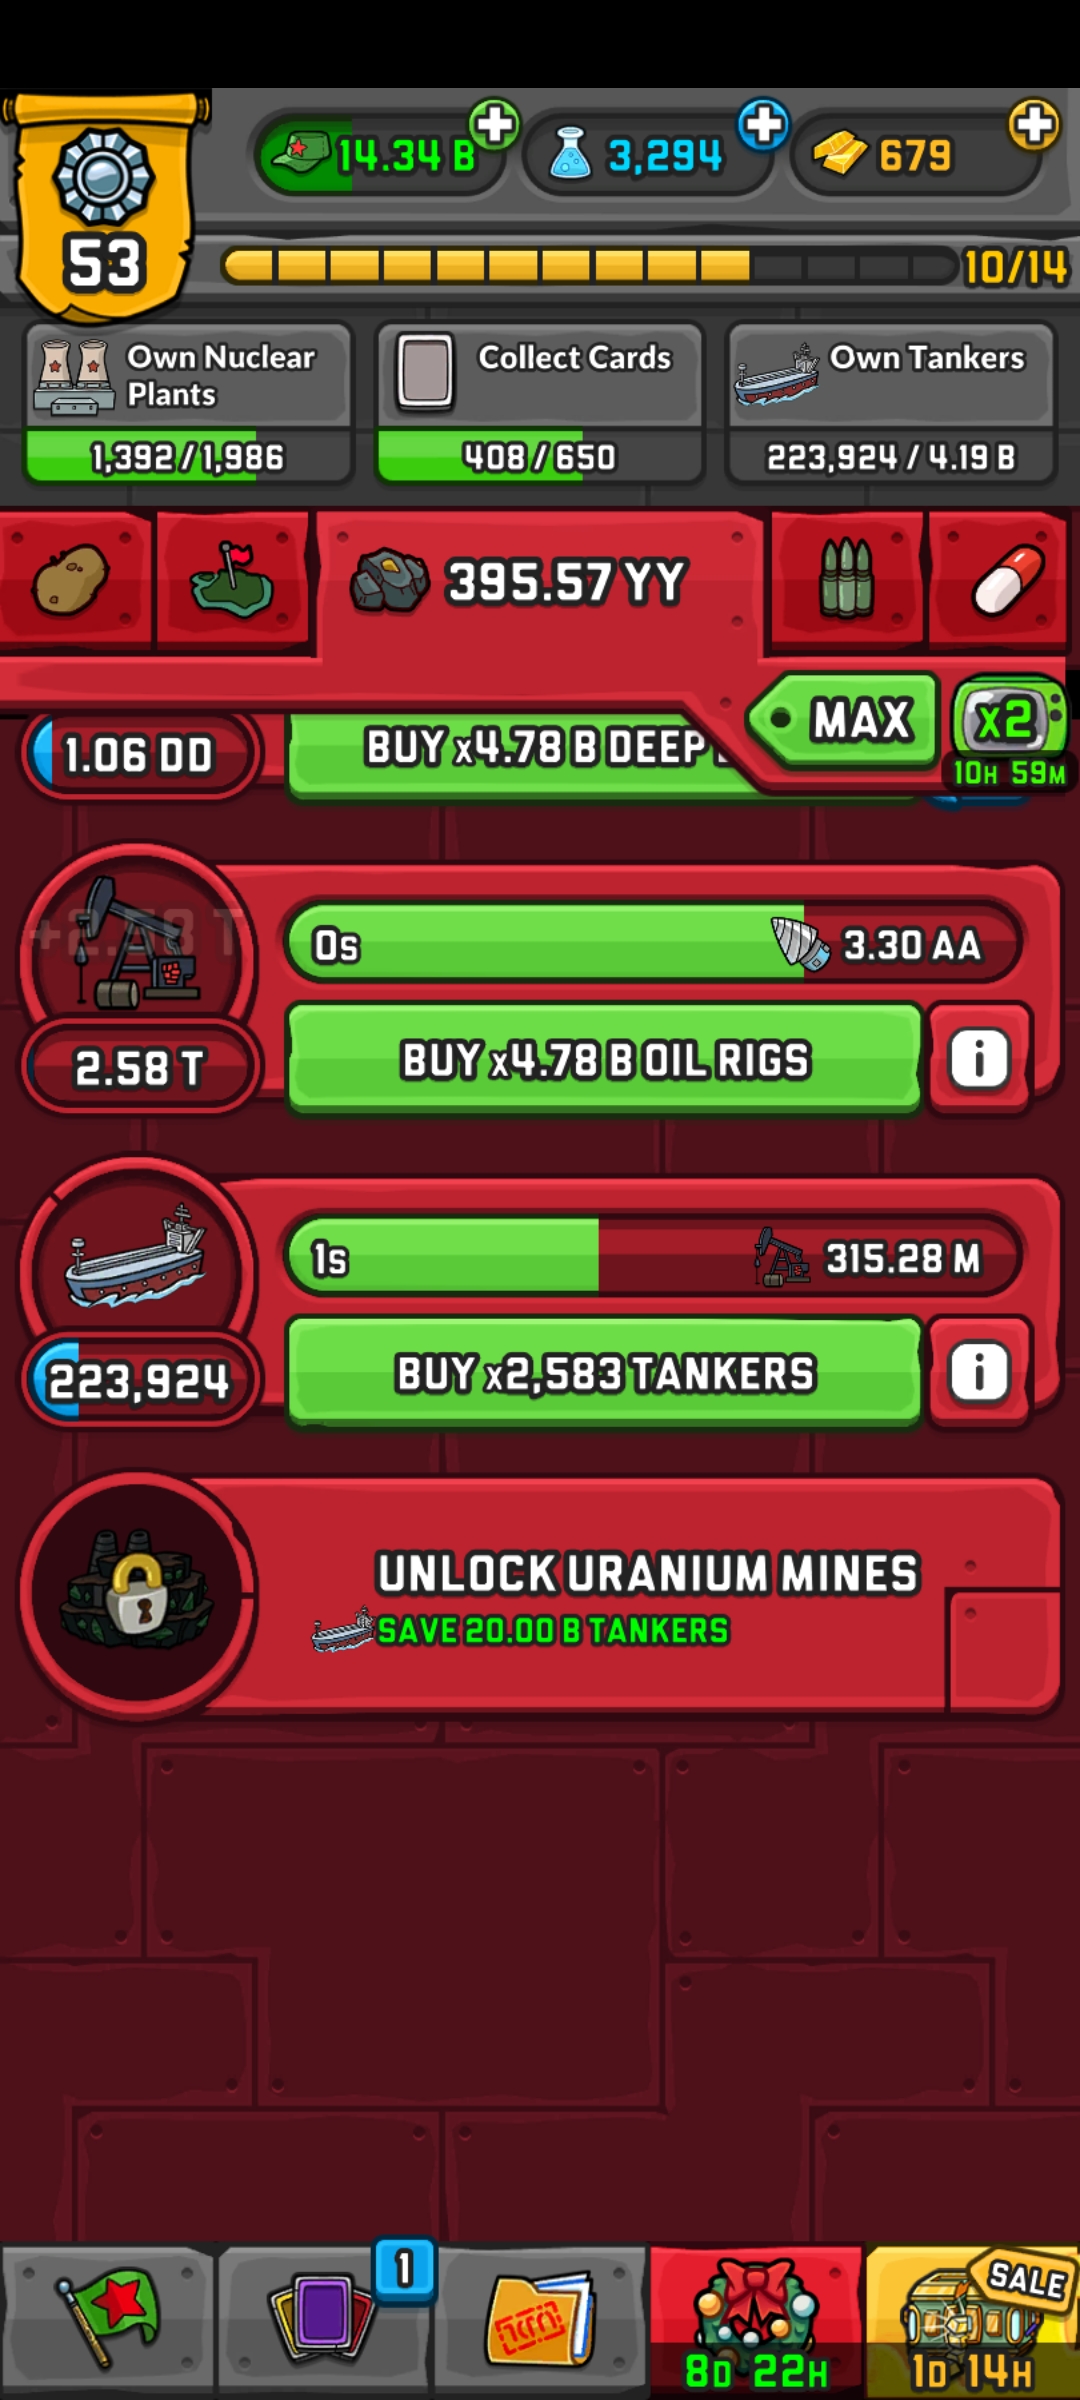 53
14.34 B
3,294
679
10/14
Own Nuclear Plants
1,392/1,986
Collect Cards
408/650
Own Tankers
223,924/4.19 B
395.57 YY
MAX
x2
10H 59M
1.06 DD
BUY x4.78 B DEEP
+2.58 T
0s
3.30 AA
2.58 T
BUY x4.78 B OIL RIGS
i
1s
315.28 M
223,924
BUY x2,583 TANKERS
i
UNLOCK URANIUM MINES
SAVE 20.00 B TANKERS
1
SALE
8D 22H
1D 14H